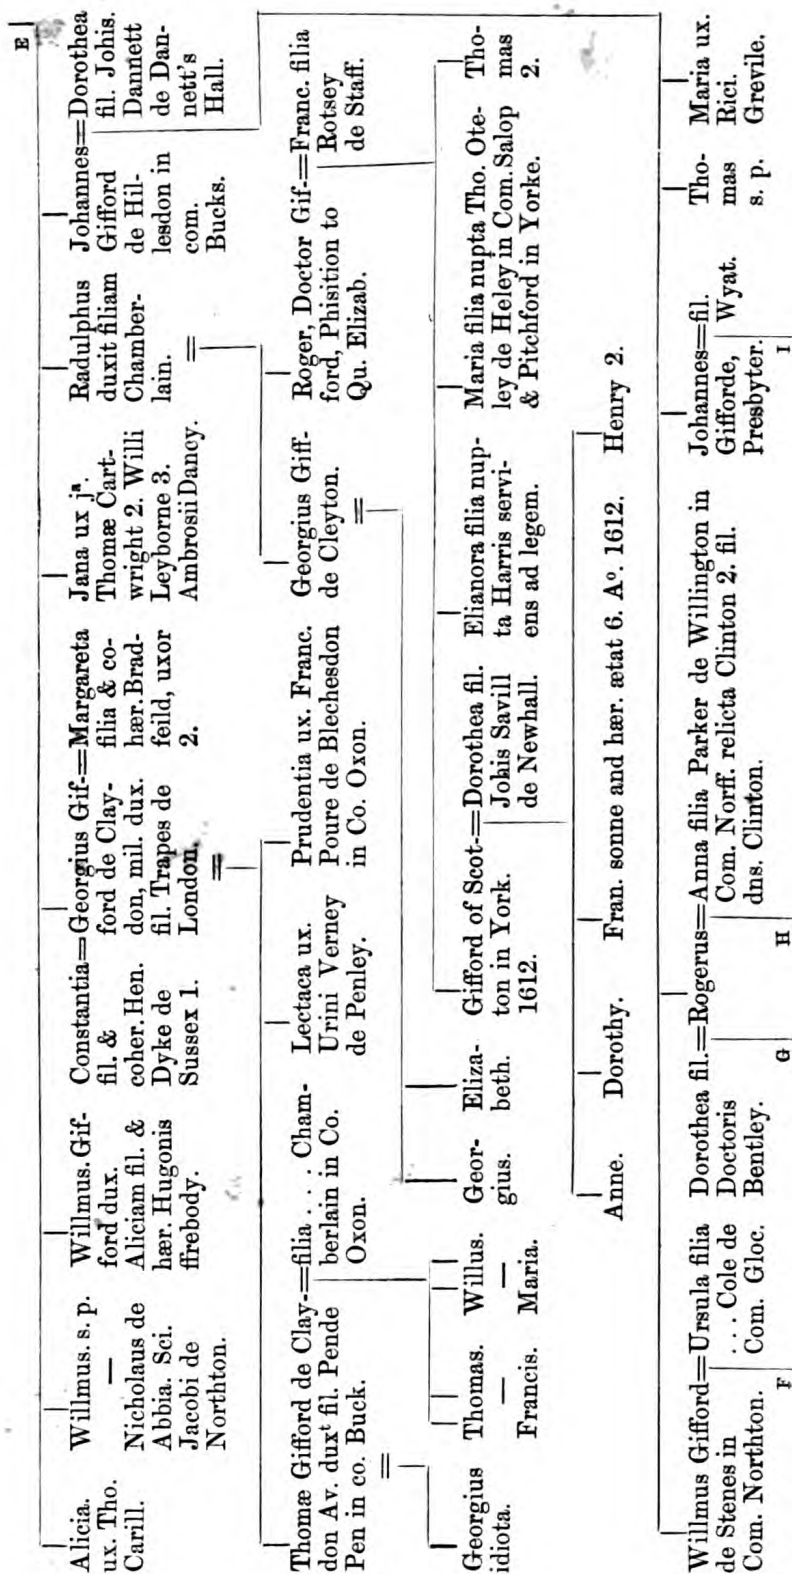 E
Alicia.
ux. Tho.
Carill.
Willmus. s. p.
—
Nicholaus de
Abbia. Sci.
Jacobi de
Northton.
Willmus. Gif-
ford dux.
Aliciam fil. &
hær. Hugonis
ffrebody.
Constantia=Georgius Gif-=Margareta
fil. & ford de Clay- filia & co-
coher. Hen. don, mil. dux. hær. Brad-
Dyke de fil. Trapes de feild, uxor
Sussex 1. London. 2.
=
Jana ux jª.
Thomæ Cart-
wright 2. Willi
Leyborne 3.
Ambrosii Dancy.
Radulphus
duxit filiam
Chamber-
lain.
=
Johannes=Dorothea
Gifford fil. Johis.
de Hil- Dannett
lesdon in de Dan-
com. nett's
Bucks. Hall.
Thomæ Gifford de Clay-=filia .... Cham-
don Av. duxᵗ fil. Pende berlain in Co.
Pen in co. Buck. Oxon.
=
Lectaca ux.
Urini Verney
de Penley.
Prudentia ux. Franc.
Poure de Blechesdon
in Co. Oxon.
Georgius Giff-
de Cleyton.
=
Roger, Doctor Gif-=Franc. filia
ford, Phisition to Rotsey
Qu. Elizab. de Staff.
Georgius
idiota.
Thomas.
—
Francis.
Willus.
—
Maria.
Geor-
gius.
Eliza-
beth.
Gifford of Scot-=Dorothea fil.
ton in York. Johis Savill
1612. de Newhall.
Elianora filia nup-
ta Harris servi-
ens ad legem.
Maria filia nupta Tho. Ote-
ley de Heley in Com. Salop
& Pitchford in Yorke.
Tho-
mas
2.
Anne. Dorothy. Fran. sonne and hær. ætat 6. Aº. 1612. Henry 2.
Willmus Gifford=Ursula filia
de Stenes in ... Cole de
Com. Northton. Com. Gloc.
F
Dorothea fil.=Rogerus=Anna filia Parker de Willington in
Doctoris Com. Norff. relicta Clinton 2. fil.
Bentley. dns. Clinton.
G H
Johannes=fil.
Gifforde, Wyat.
Presbyter.
I
Tho-
mas
s. p.
Maria ux.
Rici.
Grevile.